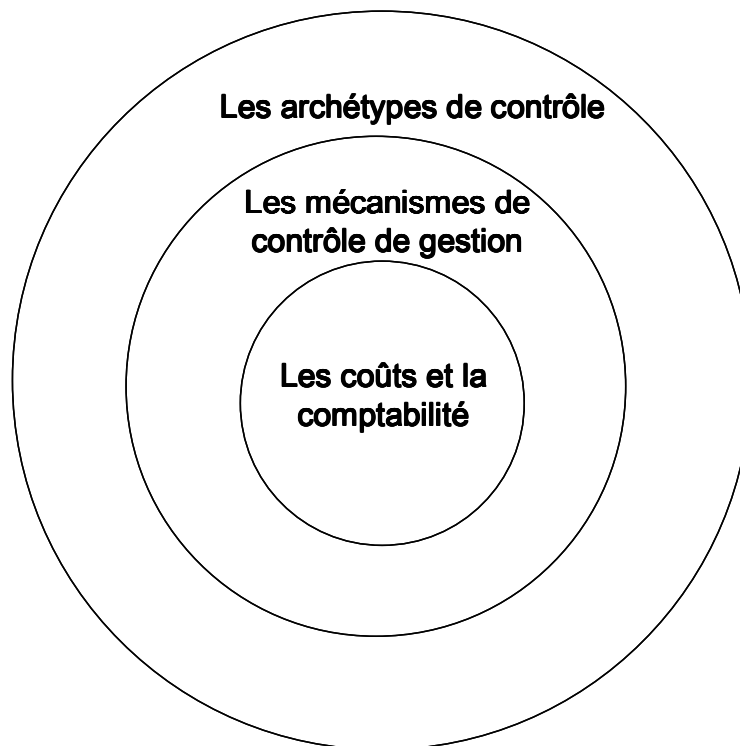 Les archétypes de contrôle
Les mécanismes de
contrôle de gestion
Les coûts et la
comptabilité